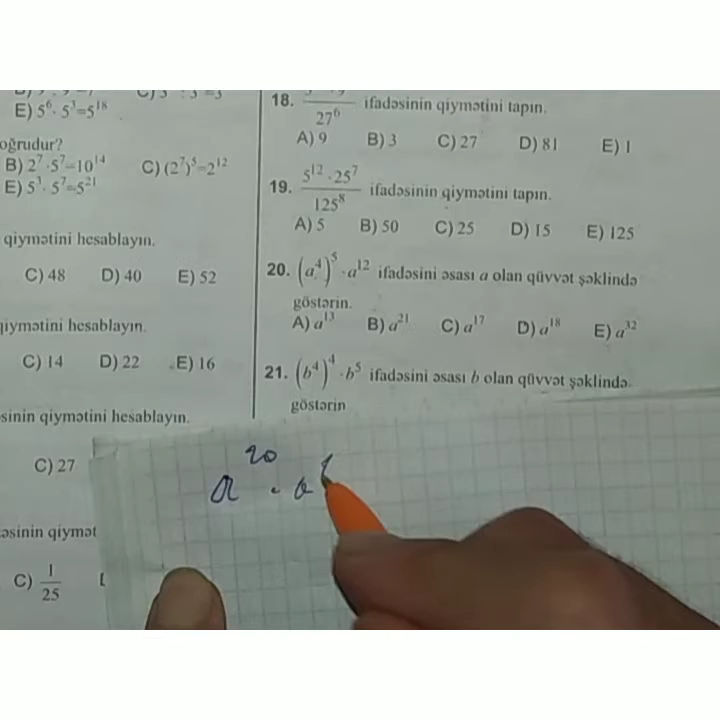 E) 5⁶· 5³=5¹⁸
oğrudur?
B) 2⁷·5⁷=10¹⁴ C) (2⁷)⁵=2¹²
E) 5³· 5⁷=5²¹
qiymətini hesablayın.
C) 48 D) 40 E) 52
qiymətini hesablayın.
C) 14 D) 22 E) 16
sinin qiymətini hesablayın.
C) 27
əsinin qiymət
C) 1/25
18. /27⁶ ifadəsinin qiymətini tapın.
A) 9 B) 3 C) 27 D) 81 E) 1
19. 5¹²·25⁷/125⁸ ifadəsinin qiymətini tapın.
A) 5 B) 50 C) 25 D) 15 E) 125
20. (a⁴)⁵·a¹² ifadəsini əsası a olan qüvvət şəklində
göstərin.
A) a¹³ B) a²¹ C) a¹⁷ D) a¹⁸ E) a³²
21. (b⁴)⁴·b⁵ ifadəsini əsası b olan qüvvət şəklində
göstərin
a²⁰ · a